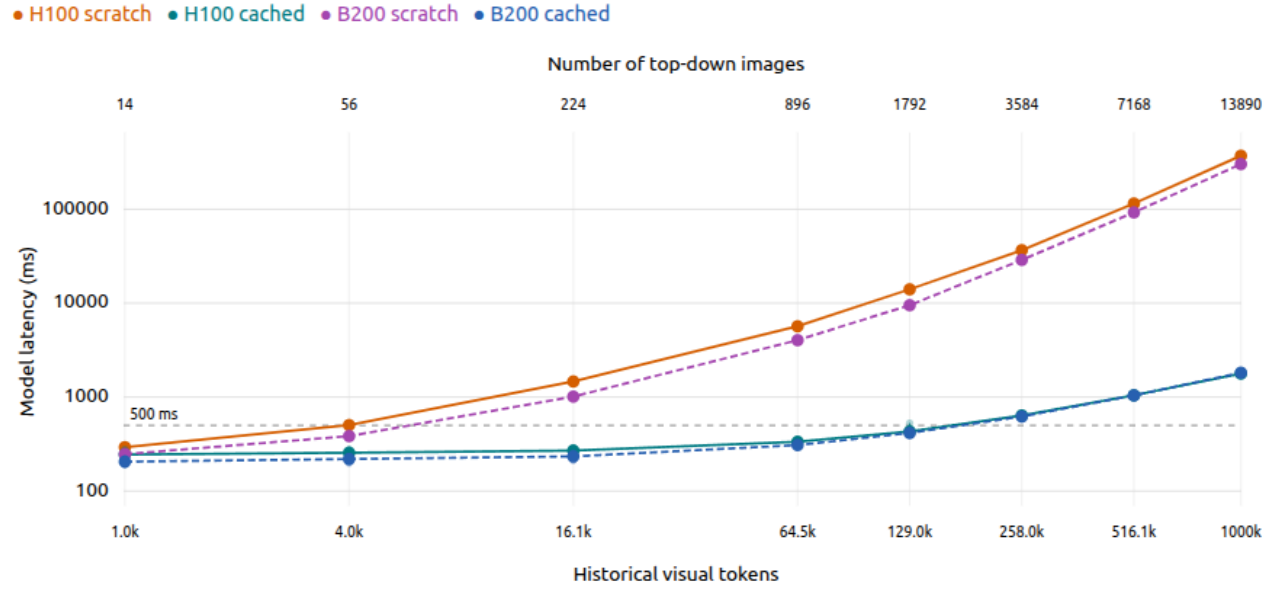 H100 scratch H100 cached B200 scratch B200 cached
Number of top-down images
14 56 224 896 1792 3584 7168 13890
Model latency (ms)
100000
10000
1000
500 ms
100
1.0k 4.0k 16.1k 64.5k 129.0k 258.0k 516.1k 1000k
Historical visual tokens